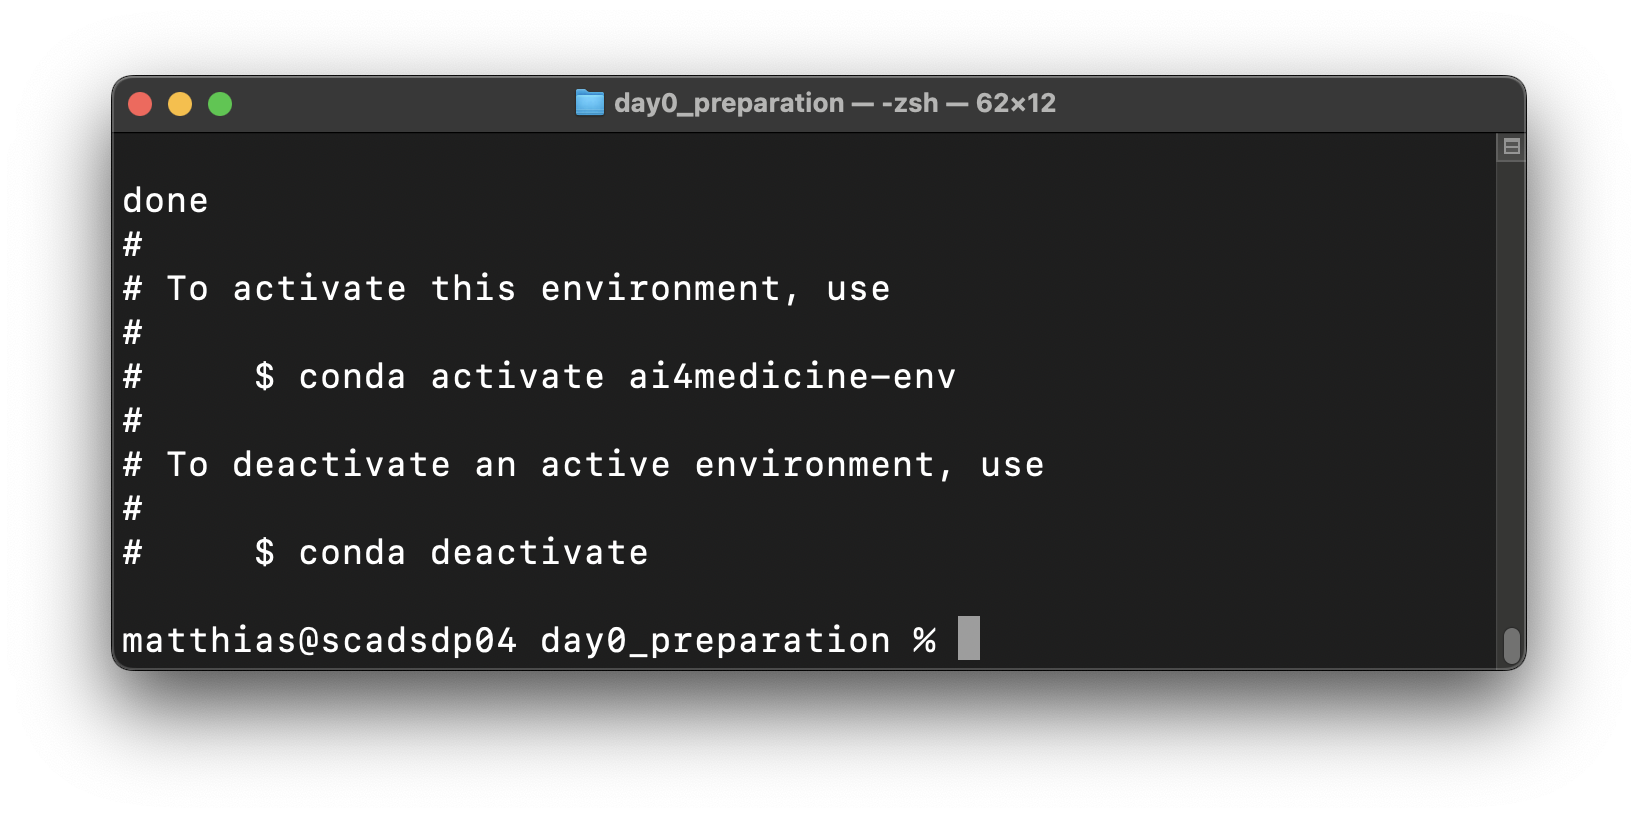 day0_preparation — -zsh — 62×12
done
#
# To activate this environment, use
#
#     $ conda activate ai4medicine-env
#
# To deactivate an active environment, use
#
#     $ conda deactivate
matthias@scadsdp04 day0_preparation %